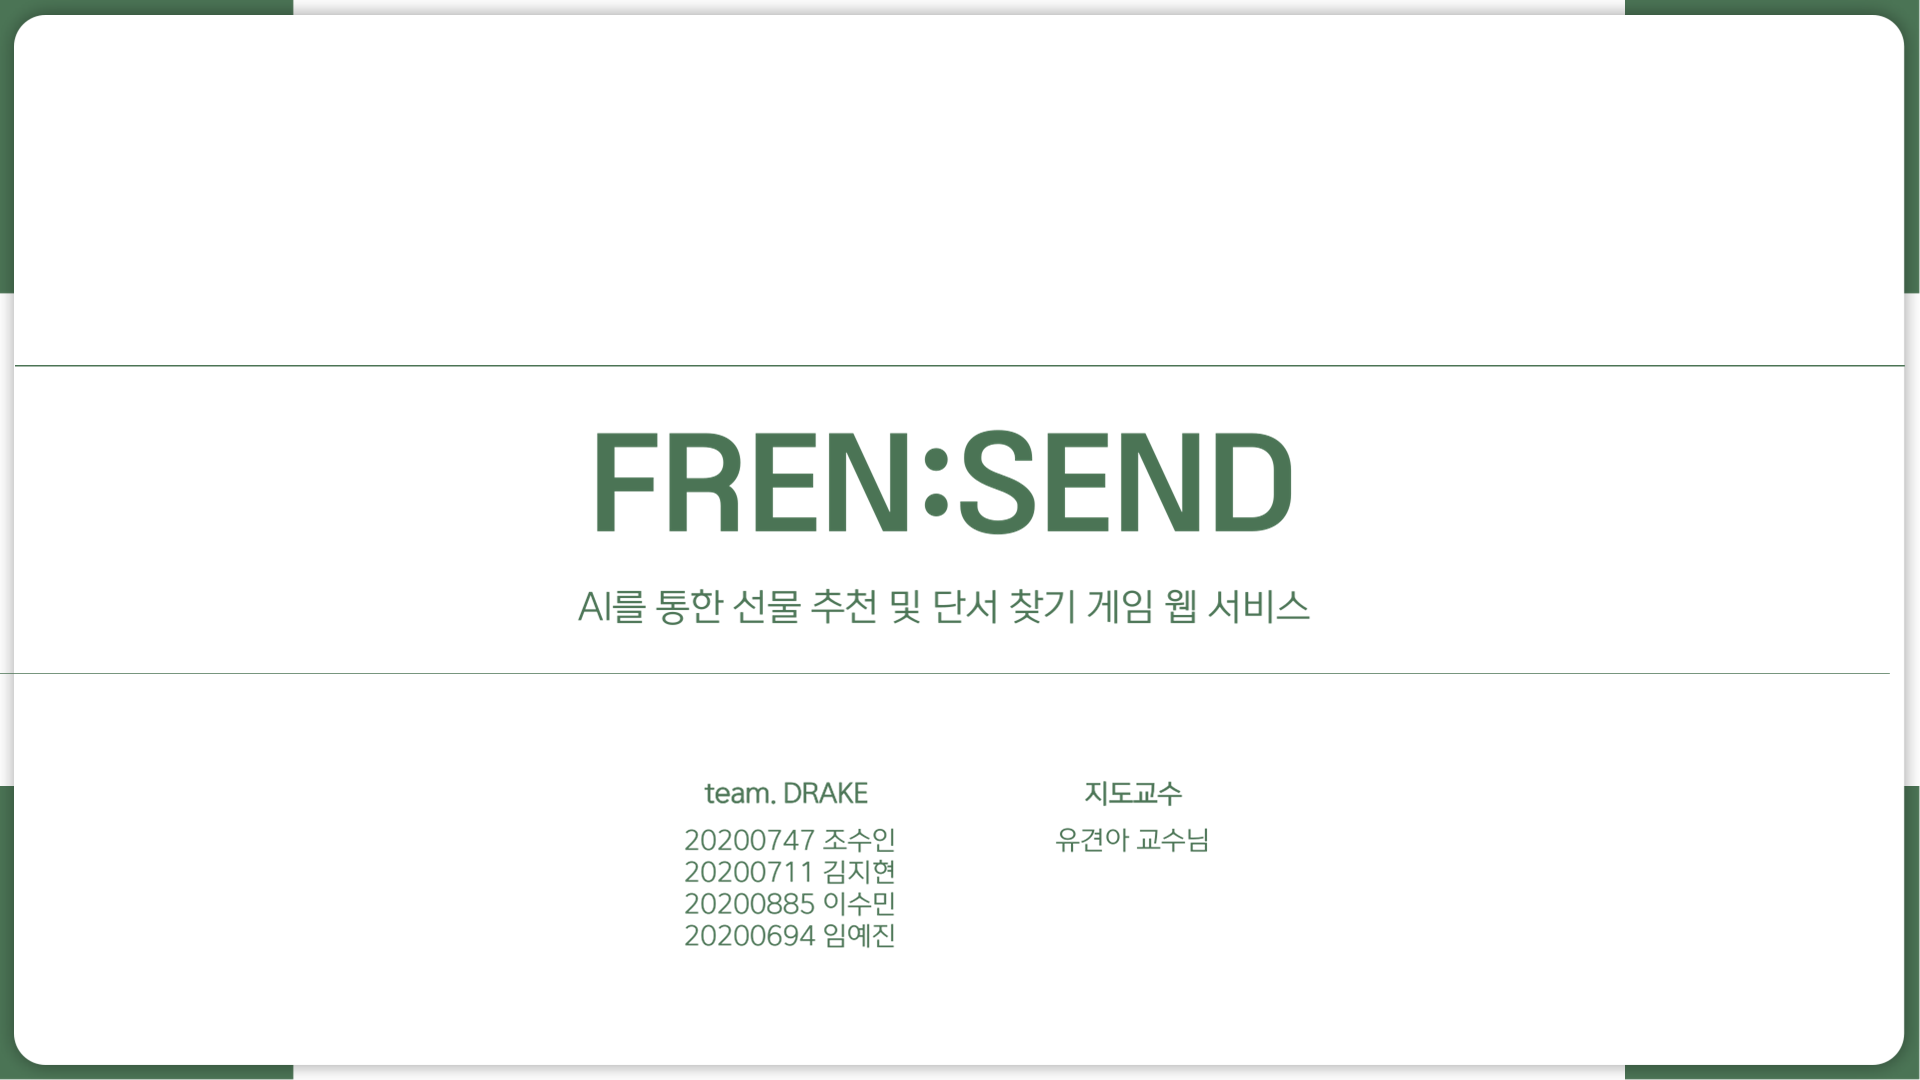 FREN:SEND
AI를 통한 선물 추천 및 단서 찾기 게임 웹 서비스
team. DRAKE
20200747 조수인
20200711 김지현
20200885 이수민
20200694 임예진
지도교수
유견아 교수님